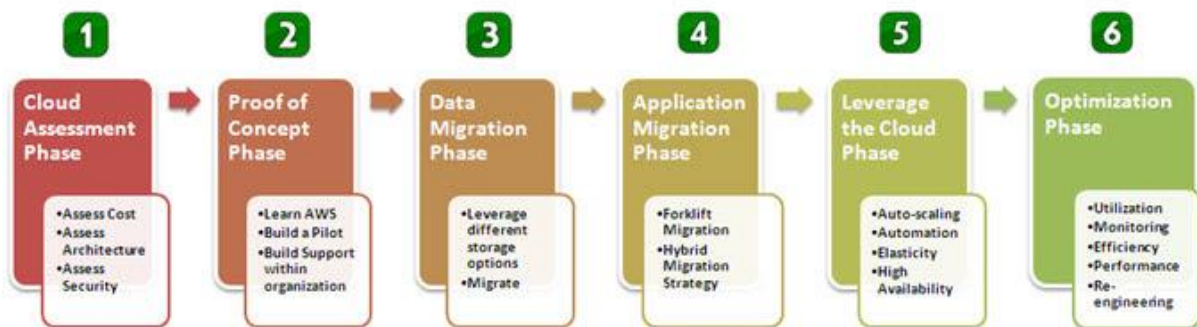 1
2
3
4
5
6
Cloud
Assessment
Phase
•Assess Cost
•Assess
Architecture
•Assess
Security
Proof of
Concept
Phase
•Learn AWS
•Build a Pilot
•Build Support
within
organization
Data
Migration
Phase
•Leverage
different
storage
options
•Migrate
Application
Migration
Phase
•Forklift
Migration
•Hybrid
Migration
Strategy
Leverage
the Cloud
Phase
•Auto-scaling
•Automation
•Elasticity
•High
Availability
Optimization
Phase
•Utilization
•Monitoring
•Efficiency
•Performance
•Re-
engineering